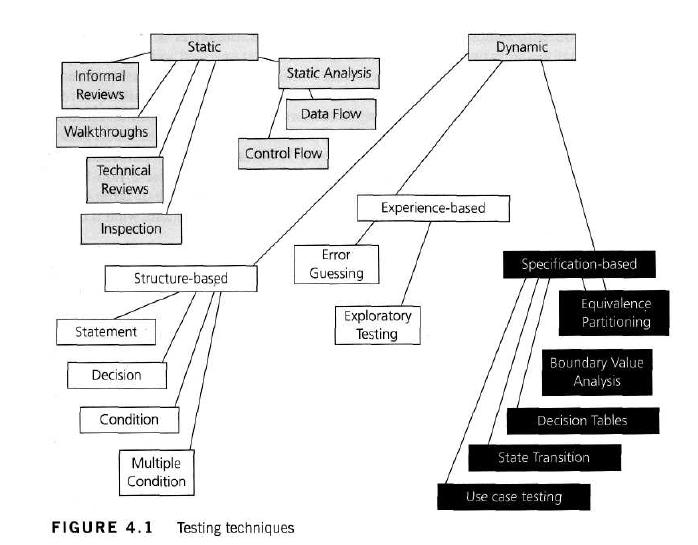 Static
Dynamic
Informal
Reviews
Static Analysis
Data Flow
Walkthroughs
Control Flow
Technical
Reviews
Experience-based
Inspection
Error
Guessing
Specification-based
Structure-based
Equivalence
Partitioning
Exploratory
Testing
Statement
Boundary Value
Analysis
Decision
Condition
Decision Tables
State Transition
Multiple
Condition
Use case testing
FIGURE 4.1 Testing techniques